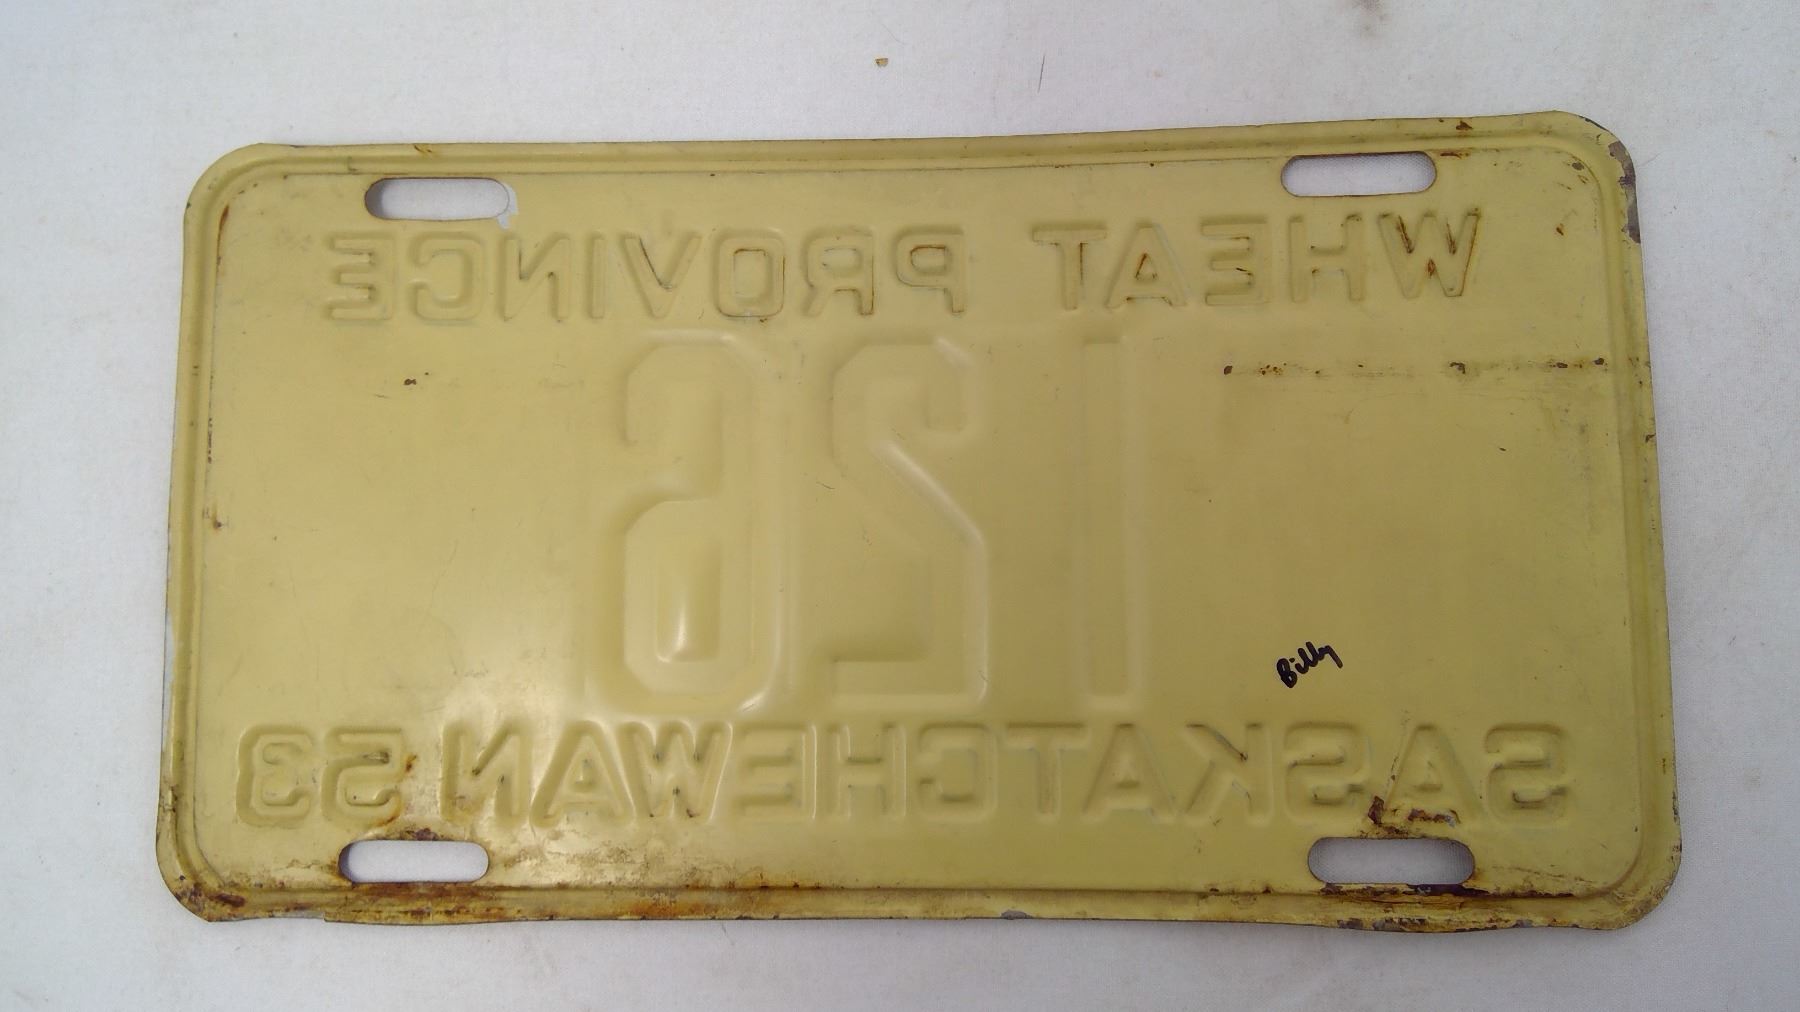 WHEAT PROVINCE
126
Billy
SASKATCHEWAN 53